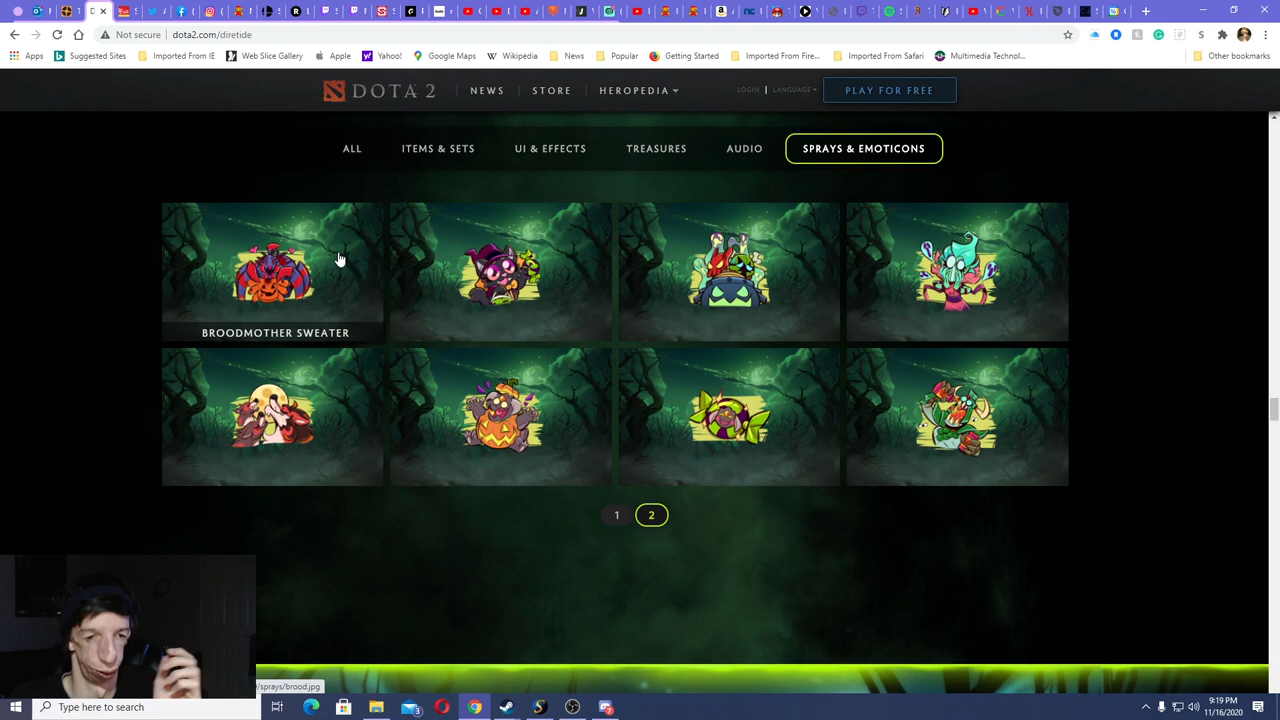 Not secure | dota2.com/diretide
Apps Suggested Sites Imported From IE Web Slice Gallery Apple Yahoo! Google Maps Wikipedia News Popular Getting Started Imported From Fire... Imported From Safari Multimedia Technol... Other bookmarks
DOTA 2 NEWS STORE HEROPEDIA LOGIN | LANGUAGE PLAY FOR FREE
ALL ITEMS & SETS UI & EFFECTS TREASURES AUDIO SPRAYS & EMOTICONS
BROODMOTHER SWEATER
1 2
/sprays/brood.jpg
Type here to search
9:19 PM
11/16/2020